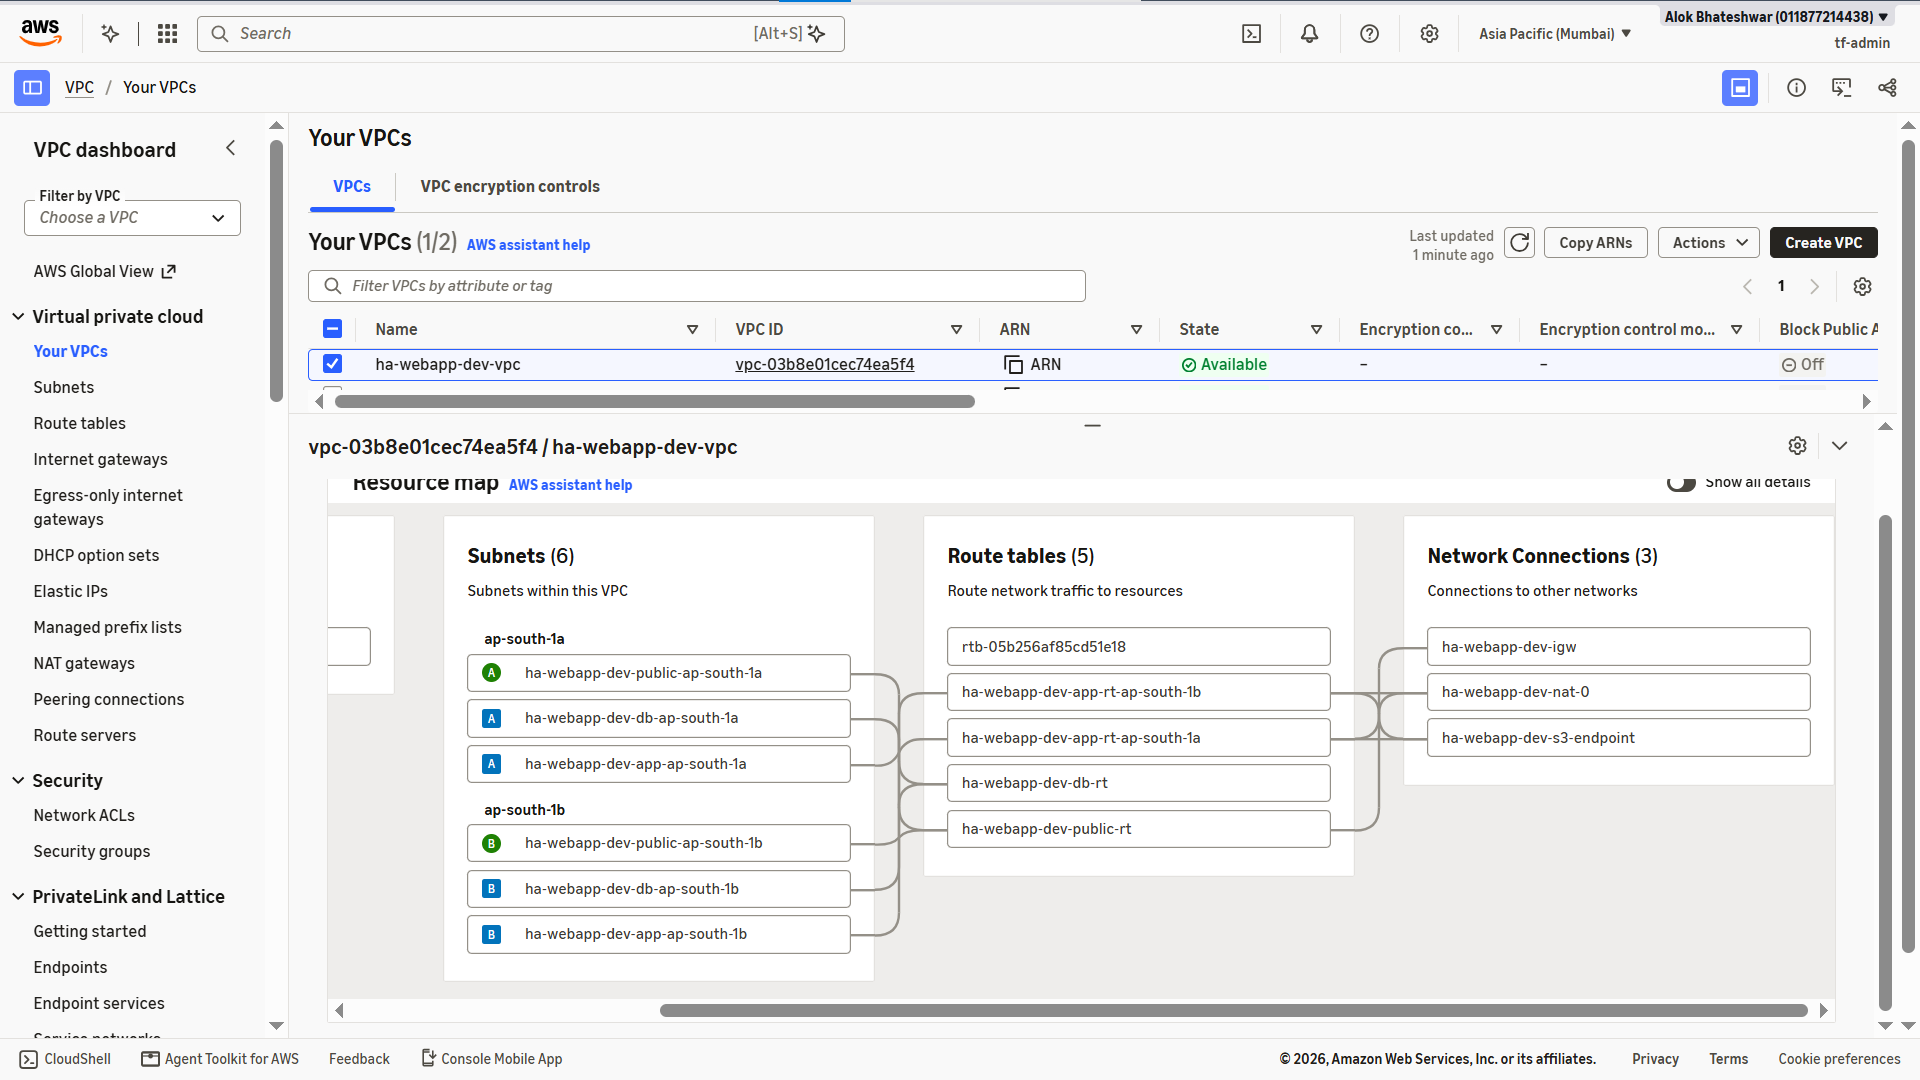 aws
Search
[Alt+S]
Asia Pacific (Mumbai)
Alok Bhateshwar (011877214438)
tf-admin
VPC / Your VPCs
VPC dashboard
Filter by VPC
Choose a VPC
AWS Global View
Virtual private cloud
Your VPCs
Subnets
Route tables
Internet gateways
Egress-only internet
gateways
DHCP option sets
Elastic IPs
Managed prefix lists
NAT gateways
Peering connections
Route servers
Security
Network ACLs
Security groups
PrivateLink and Lattice
Getting started
Endpoints
Endpoint services
Service networks
Your VPCs
VPCs
VPC encryption controls
Your VPCs (1/2) AWS assistant help
Last updated
1 minute ago
Copy ARNs
Actions
Create VPC
Filter VPCs by attribute or tag
1
Name VPC ID ARN State Encryption co... Encryption control mo... Block Public A
ha-webapp-dev-vpc vpc-03b8e01cec74ea5f4 ARN Available – – Off
vpc-03b8e01cec74ea5f4 / ha-webapp-dev-vpc
Resource map AWS assistant help
Show all details
Subnets (6)
Subnets within this VPC
ap-south-1a
A ha-webapp-dev-public-ap-south-1a
A ha-webapp-dev-db-ap-south-1a
A ha-webapp-dev-app-ap-south-1a
ap-south-1b
B ha-webapp-dev-public-ap-south-1b
B ha-webapp-dev-db-ap-south-1b
B ha-webapp-dev-app-ap-south-1b
Route tables (5)
Route network traffic to resources
rtb-05b256af85cd51e18
ha-webapp-dev-app-rt-ap-south-1b
ha-webapp-dev-app-rt-ap-south-1a
ha-webapp-dev-db-rt
ha-webapp-dev-public-rt
Network Connections (3)
Connections to other networks
ha-webapp-dev-igw
ha-webapp-dev-nat-0
ha-webapp-dev-s3-endpoint
CloudShell
Agent Toolkit for AWS
Feedback
Console Mobile App
© 2026, Amazon Web Services, Inc. or its affiliates.
Privacy
Terms
Cookie preferences